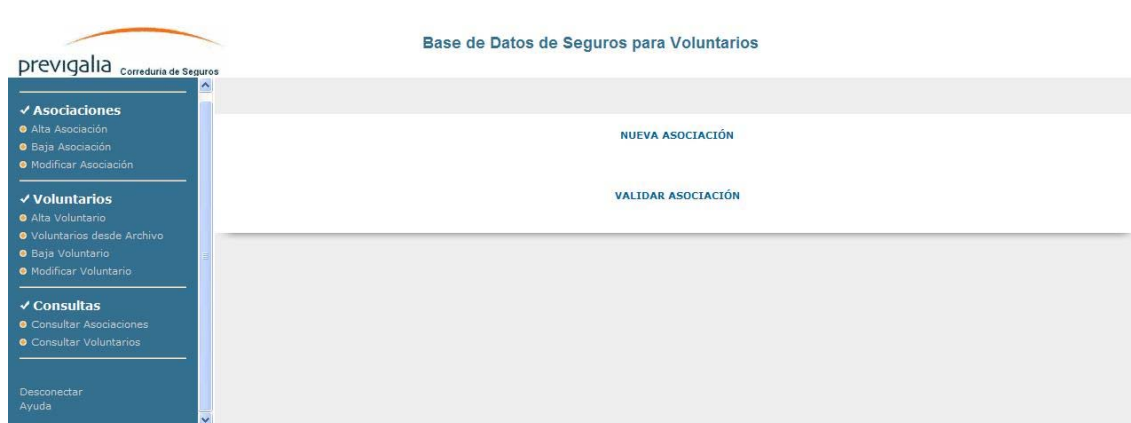 Base de Datos de Seguros para Voluntarios
previgalia Correduria de Seguros
Asociaciones
Alta Asociación
Baja Asociación
Modificar Asociación
Voluntarios
Alta Voluntario
Voluntarios desde Archivo
Baja Voluntario
Modificar Voluntario
Consultas
Consultar Asociaciones
Consultar Voluntarios
Desconectar
Ayuda
NUEVA ASOCIACIÓN
VALIDAR ASOCIACIÓN